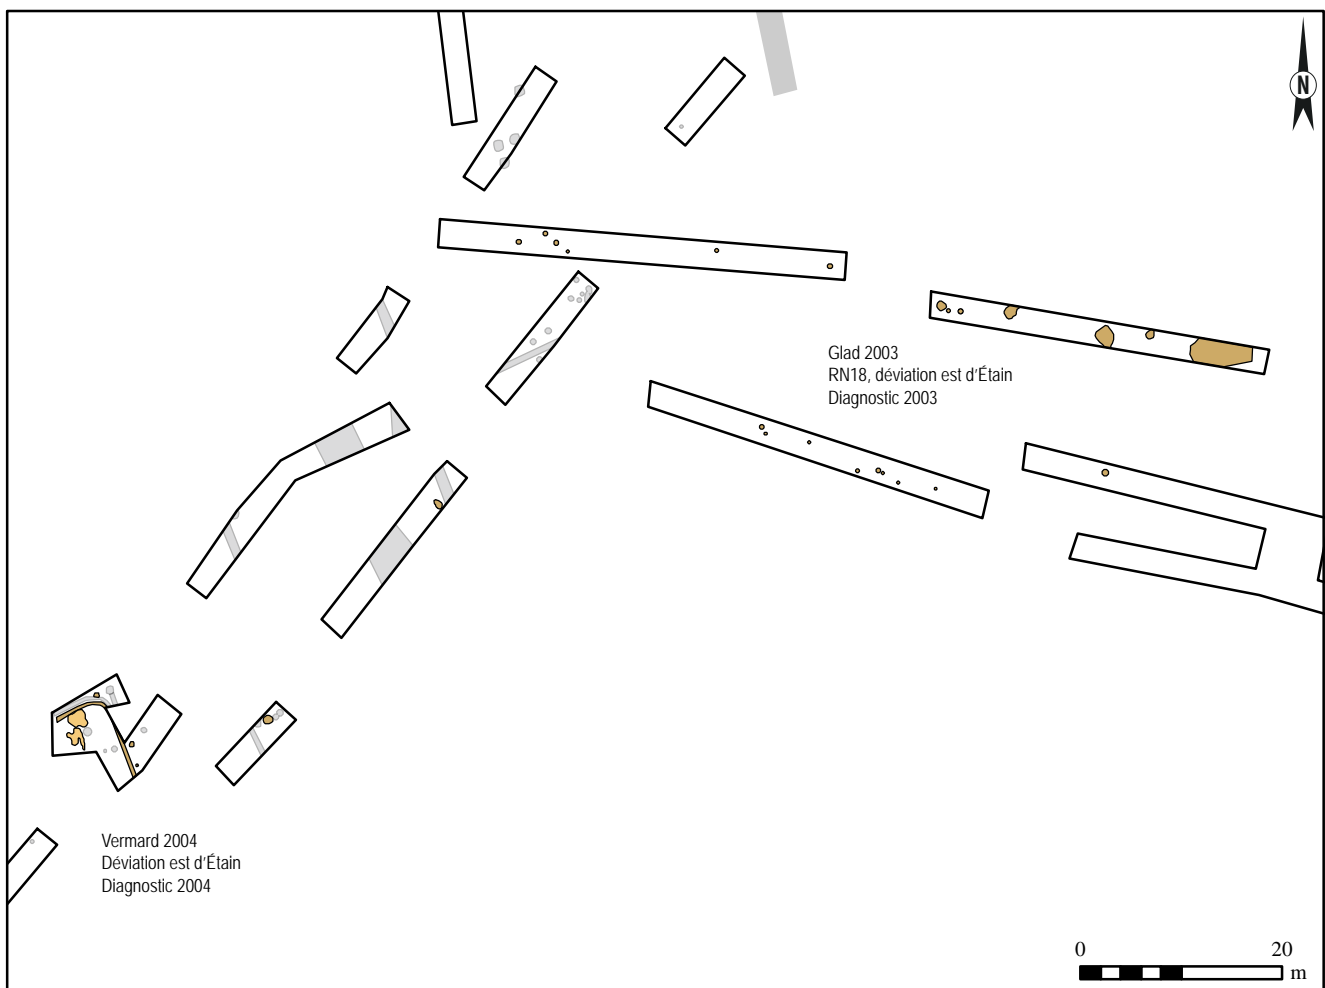 N
Glad 2003
RN18, déviation est d'Étain
Diagnostic 2003
Vermard 2004
Déviation est d'Étain
Diagnostic 2004
0 20
m